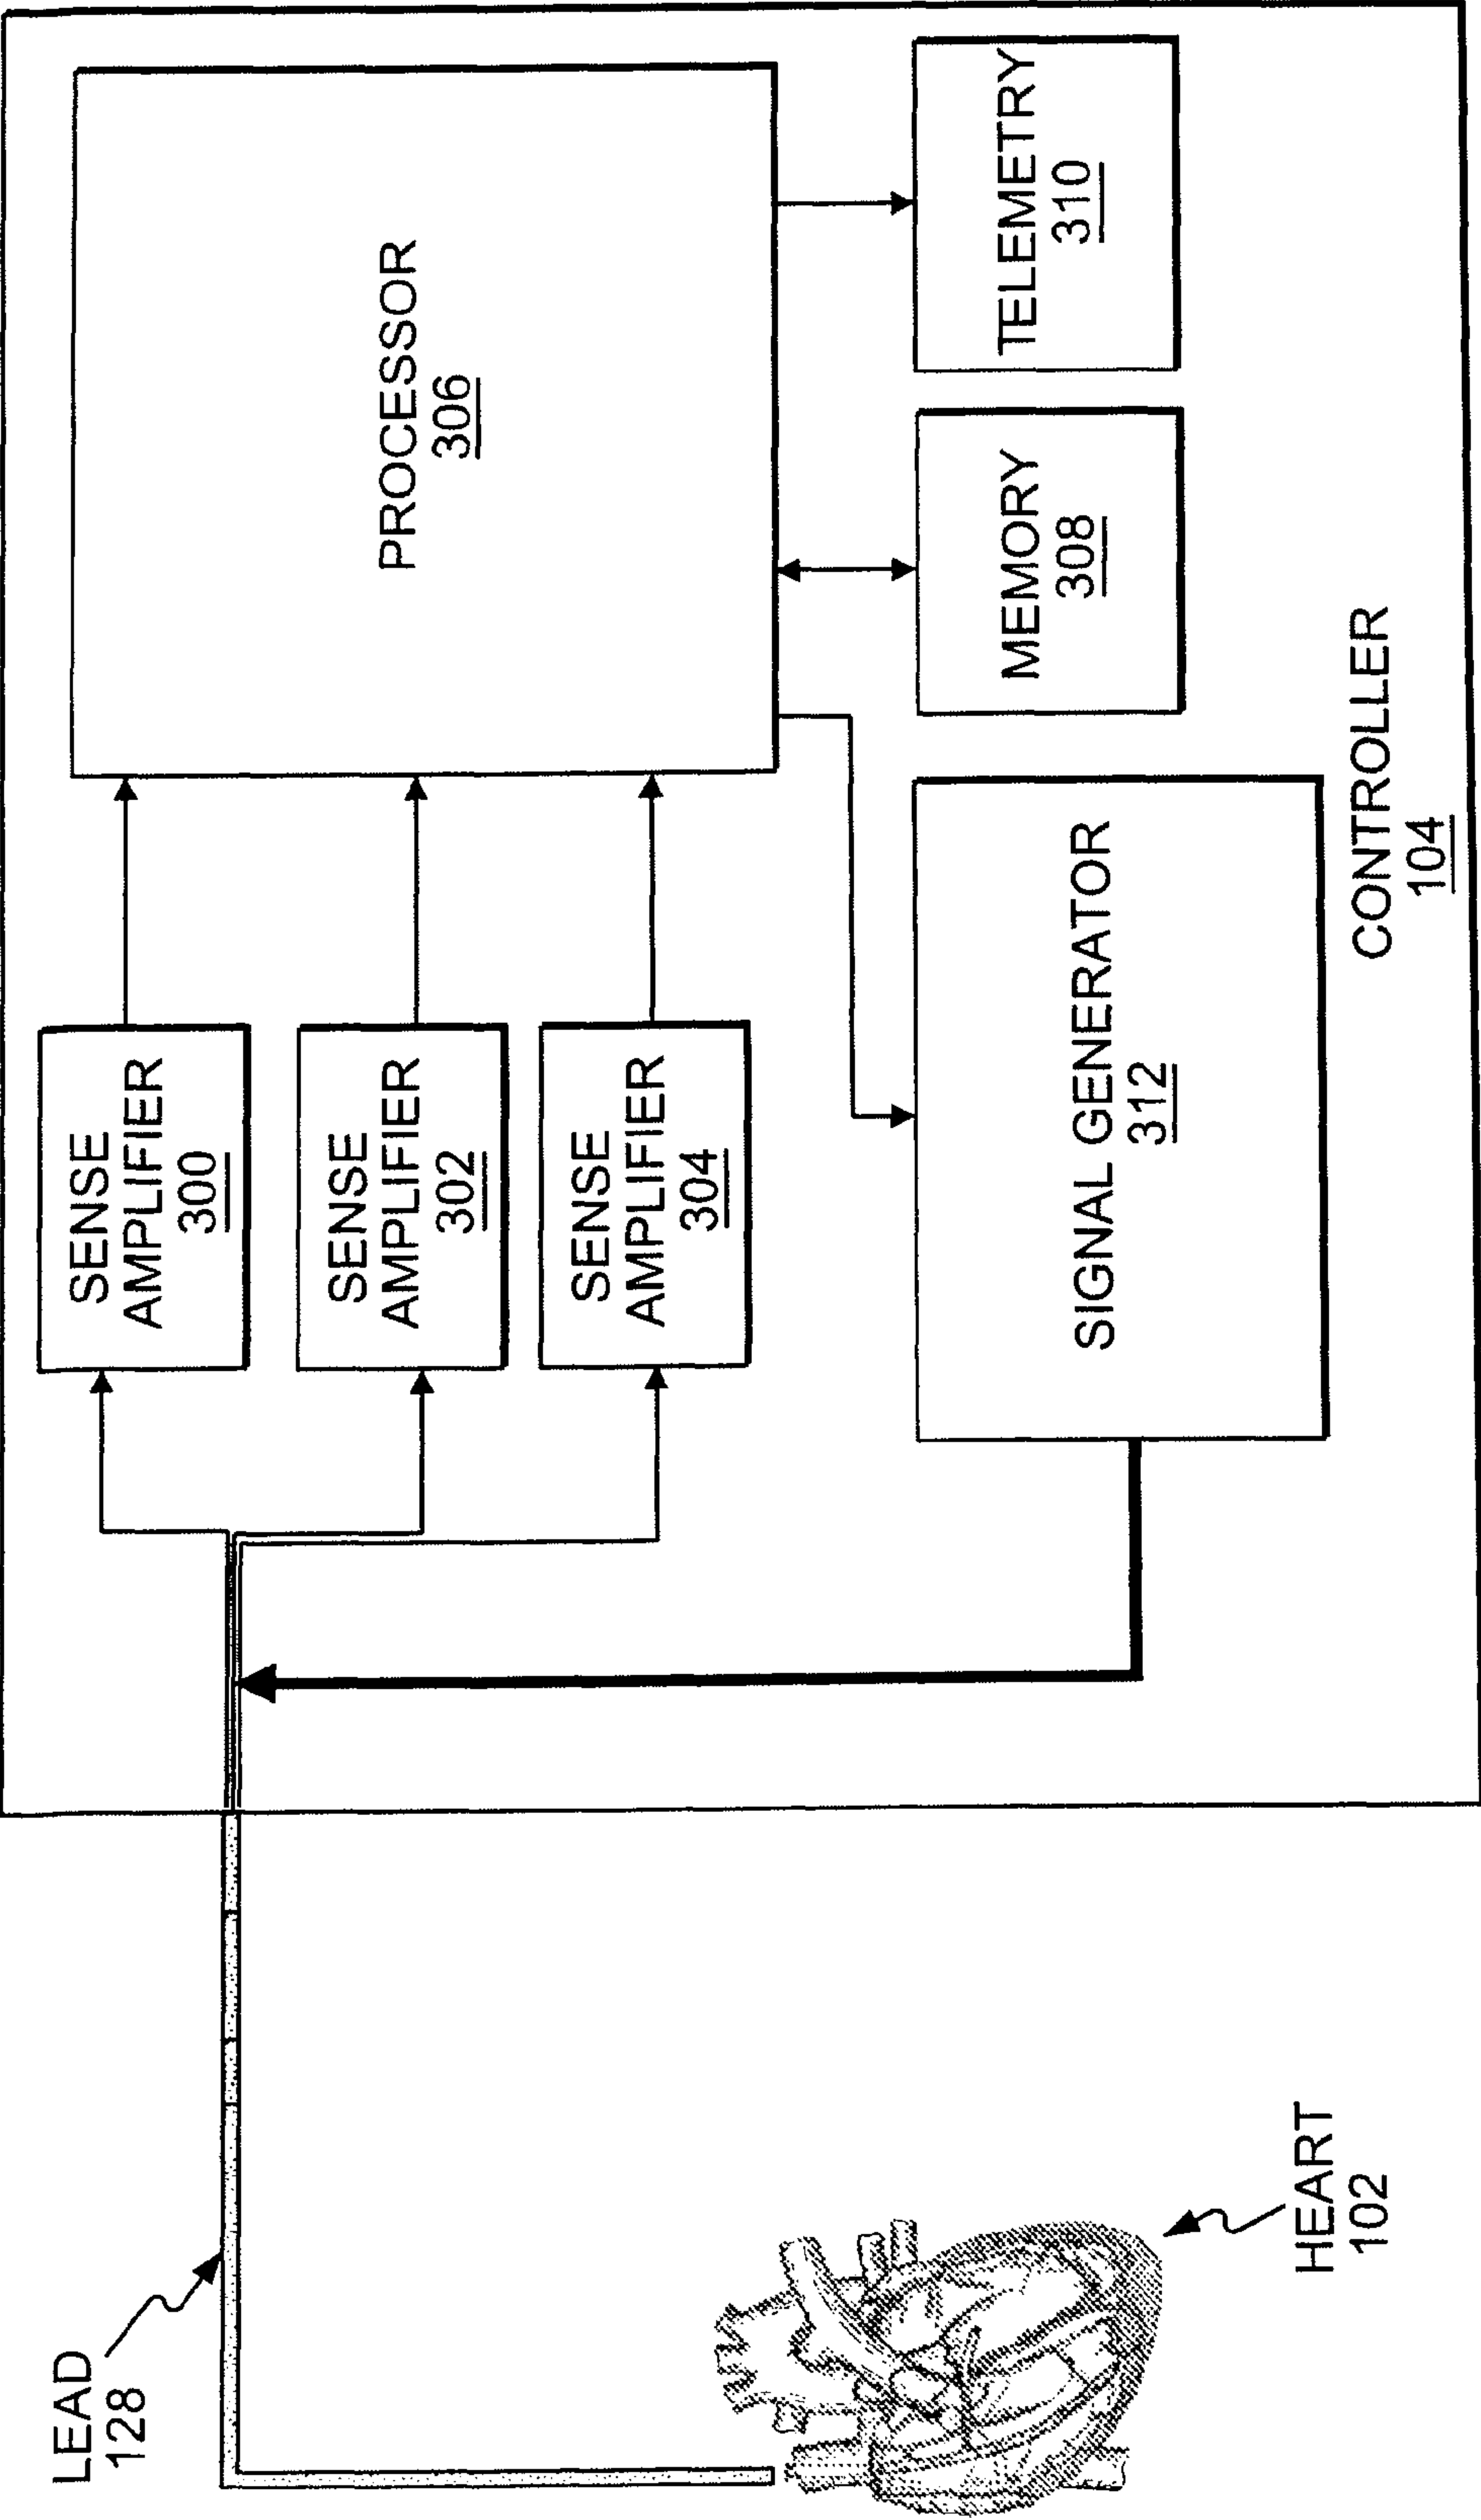 LEAD
128
HEART
102
SENSE
AMPLIFIER
300
SENSE
AMPLIFIER
302
SENSE
AMPLIFIER
304
PROCESSOR
306
SIGNAL GENERATOR
312
MEMORY
308
TELEMETRY
310
CONTROLLER
104